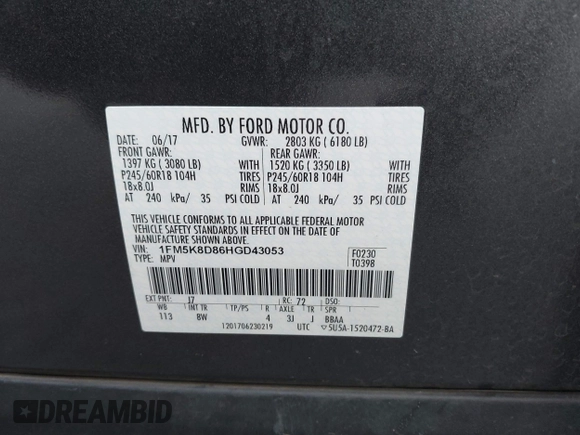 MFD. BY FORD MOTOR CO.
DATE: 06/17 GVWR: 2803 KG ( 6180 LB)
FRONT GAWR: REAR GAWR:
1397 KG ( 3080 LB) WITH 1520 KG ( 3350 LB) WITH
P245/60R18 104H TIRES P245/60R18 104H TIRES
18x8.0J RIMS 18x8.0J RIMS
AT 240 kPa/ 35 PSI COLD AT 240 kPa/ 35 PSI COLD
THIS VEHICLE CONFORMS TO ALL APPLICABLE FEDERAL MOTOR
VEHICLE SAFETY STANDARDS IN EFFECT ON THE DATE OF
MANUFACTURE SHOWN ABOVE.
VIN: 1FM5K8D86HGD43053 F0230
TYPE: MPV T0398
EXT PNT: J7 RC: 72 DSO:
WB INT TR TP/PS R AXLE TR SPR
113 8W 4 3J J BBAA
1201706230219 UTC 5U5A-1520472-BA
DREAMBID